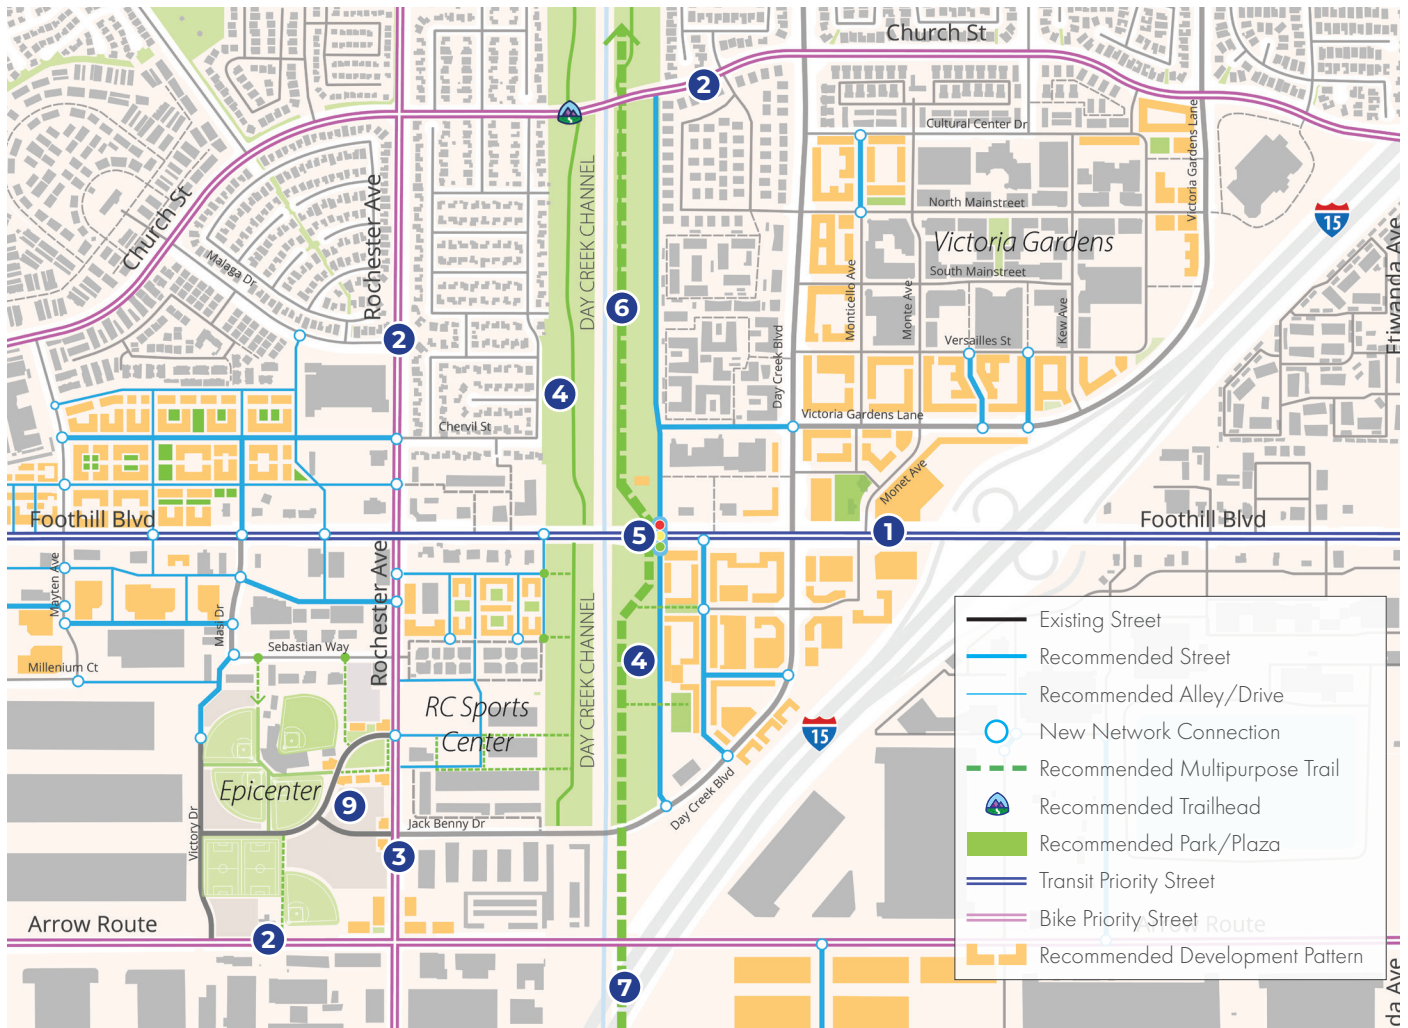 Church St
2
Cultural Center Dr
Victoria Gardens Lane
North Mainstreet
Church St
Rochester Ave
DAY CREEK CHANNEL
15
Etiwanda Ave
Victoria Gardens
Malaga Dr
South Mainstreet
Monticello Ave
Monte Ave
Kew Ave
6
2
Versailles St
Day Creek Blvd
4
Victoria Gardens Lane
Chervil St
Monet Ave
Foothill Blvd
5
1
Foothill Blvd
Mayten Ave
Rochester Ave
Masi Dr
DAY CREEK CHANNEL
Sebastian Way
Millenium Ct
4
RC Sports
Center
15
Epicenter
9
Victory Dr
Jack Benny Dr
Day Creek Blvd
3
Arrow Route
2
7
Existing Street
Recommended Street
Recommended Alley/Drive
New Network Connection
Recommended Multipurpose Trail
Recommended Trailhead
Recommended Park/Plaza
Transit Priority Street
Bike Priority Street
Arrow Route
Recommended Development Pattern
da Ave